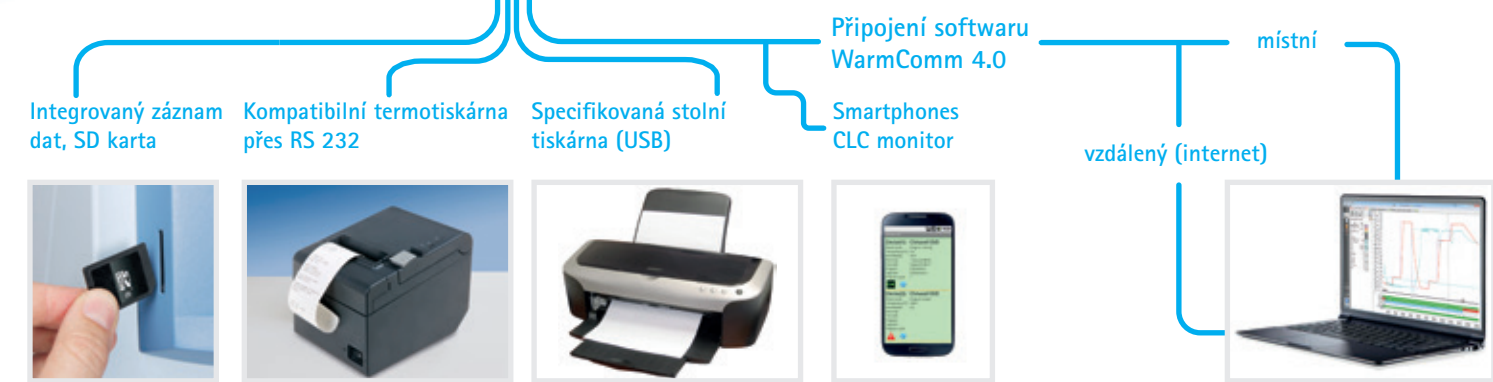 Připojení softwaru
WarmComm 4.0
místní
Integrovaný záznam
dat, SD karta
Kompatibilní termotiskárna
přes RS 232
Specifikovaná stolní
tiskárna (USB)
Smartphones
CLC monitor
vzdálený (internet)